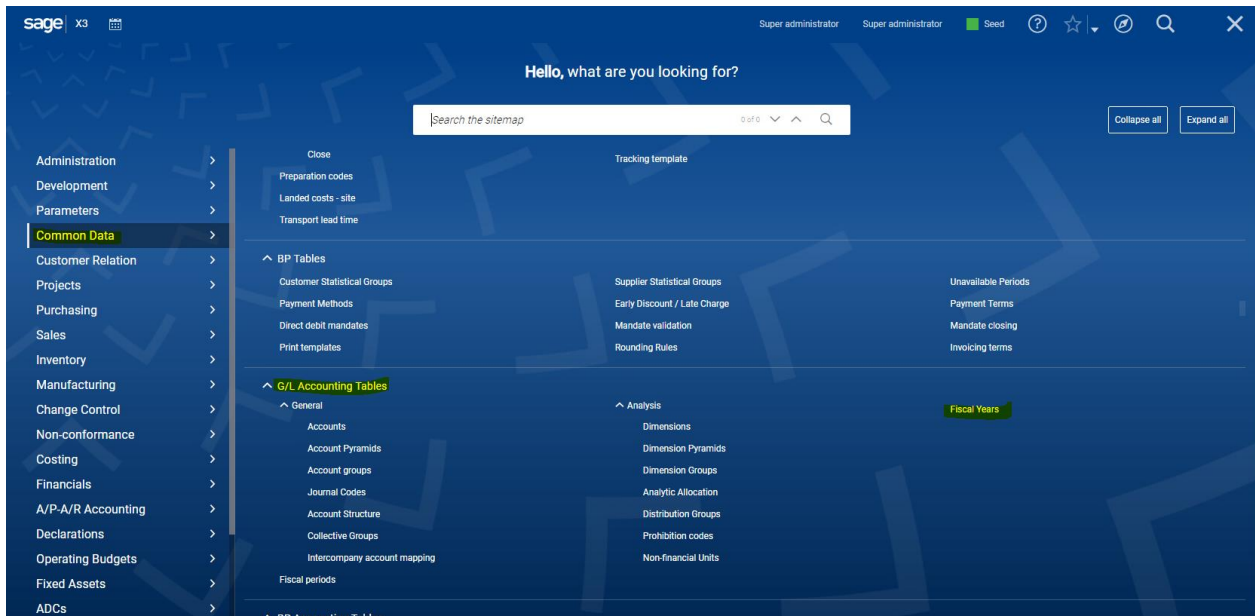 sage X3
Super administrator Super administrator Seed
Hello, what are you looking for?
Search the sitemap 0 of 0
Collapse all Expand all
Administration
Development
Parameters
Common Data
Customer Relation
Projects
Purchasing
Sales
Inventory
Manufacturing
Change Control
Non-conformance
Costing
Financials
A/P-A/R Accounting
Declarations
Operating Budgets
Fixed Assets
ADCs
Close
Preparation codes
Landed costs - site
Transport lead time
Tracking template
BP Tables
Customer Statistical Groups
Payment Methods
Direct debit mandates
Print templates
Supplier Statistical Groups
Early Discount / Late Charge
Mandate validation
Rounding Rules
Unavailable Periods
Payment Terms
Mandate closing
Invoicing terms
G/L Accounting Tables
General
Accounts
Account Pyramids
Account groups
Journal Codes
Account Structure
Collective Groups
Intercompany account mapping
Fiscal periods
Analysis
Dimensions
Dimension Pyramids
Dimension Groups
Analytic Allocation
Distribution Groups
Prohibition codes
Non-financial Units
Fiscal Years